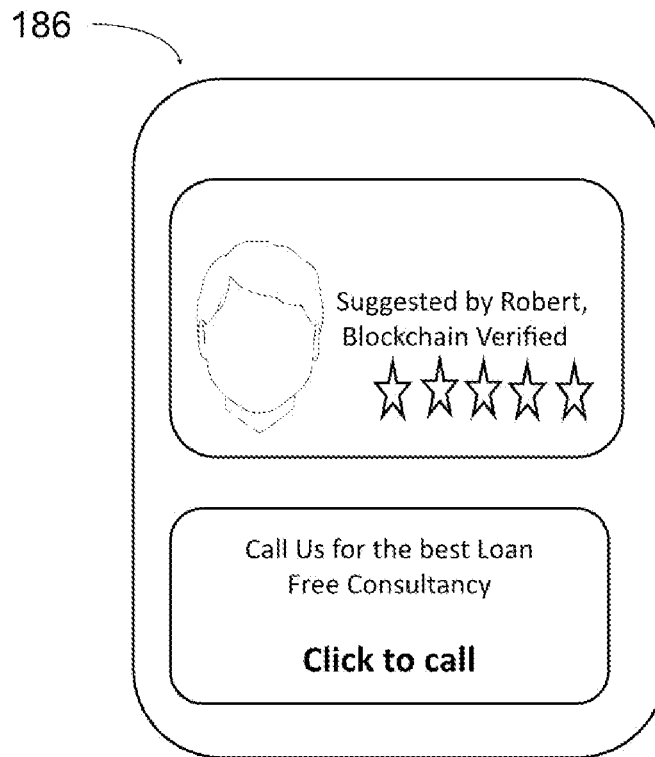 186
Suggested by Robert,
Blockchain Verified
Call Us for the best Loan
Free Consultancy
Click to call